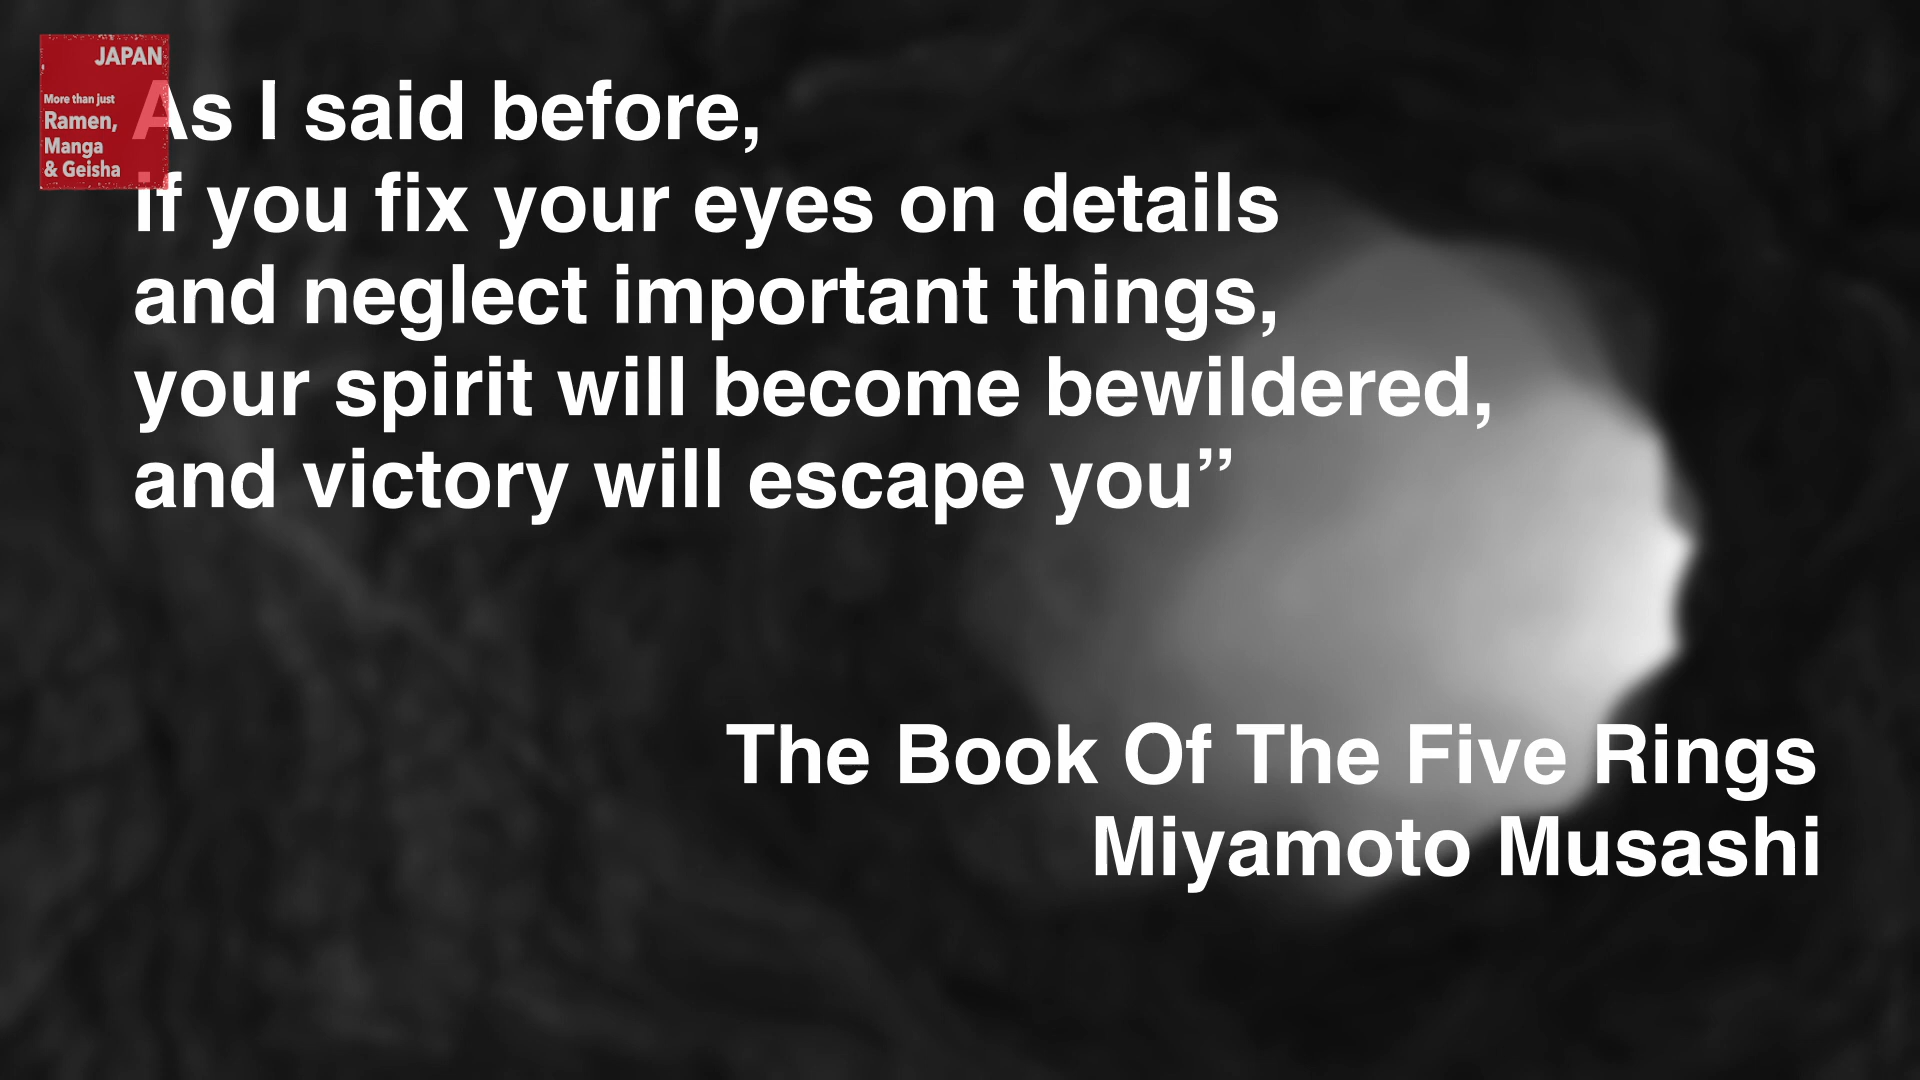 JAPAN
More than just
Ramen,
Manga
& Geisha
As I said before,
if you fix your eyes on details
and neglect important things,
your spirit will become bewildered,
and victory will escape you”
The Book Of The Five Rings
Miyamoto Musashi